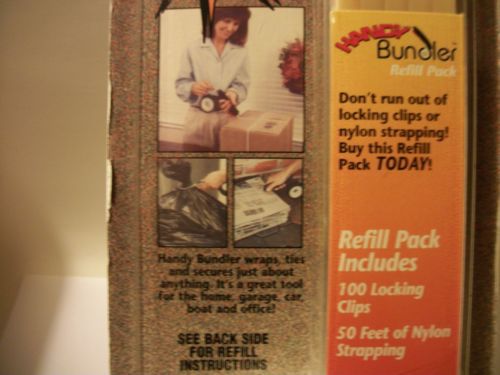 Handy Bundler wraps, ties
and secures just about
anything. It's a great tool
for the home, garage, car,
boat and office!
SEE BACK SIDE
FOR REFILL
INSTRUCTIONS
HANDY
Bundler
Refill Pack
Don't run out of
locking clips or
nylon strapping!
Buy this Refill
Pack TODAY!
Refill Pack
Includes
100 Locking
Clips
50 Feet of Nylon
Strapping